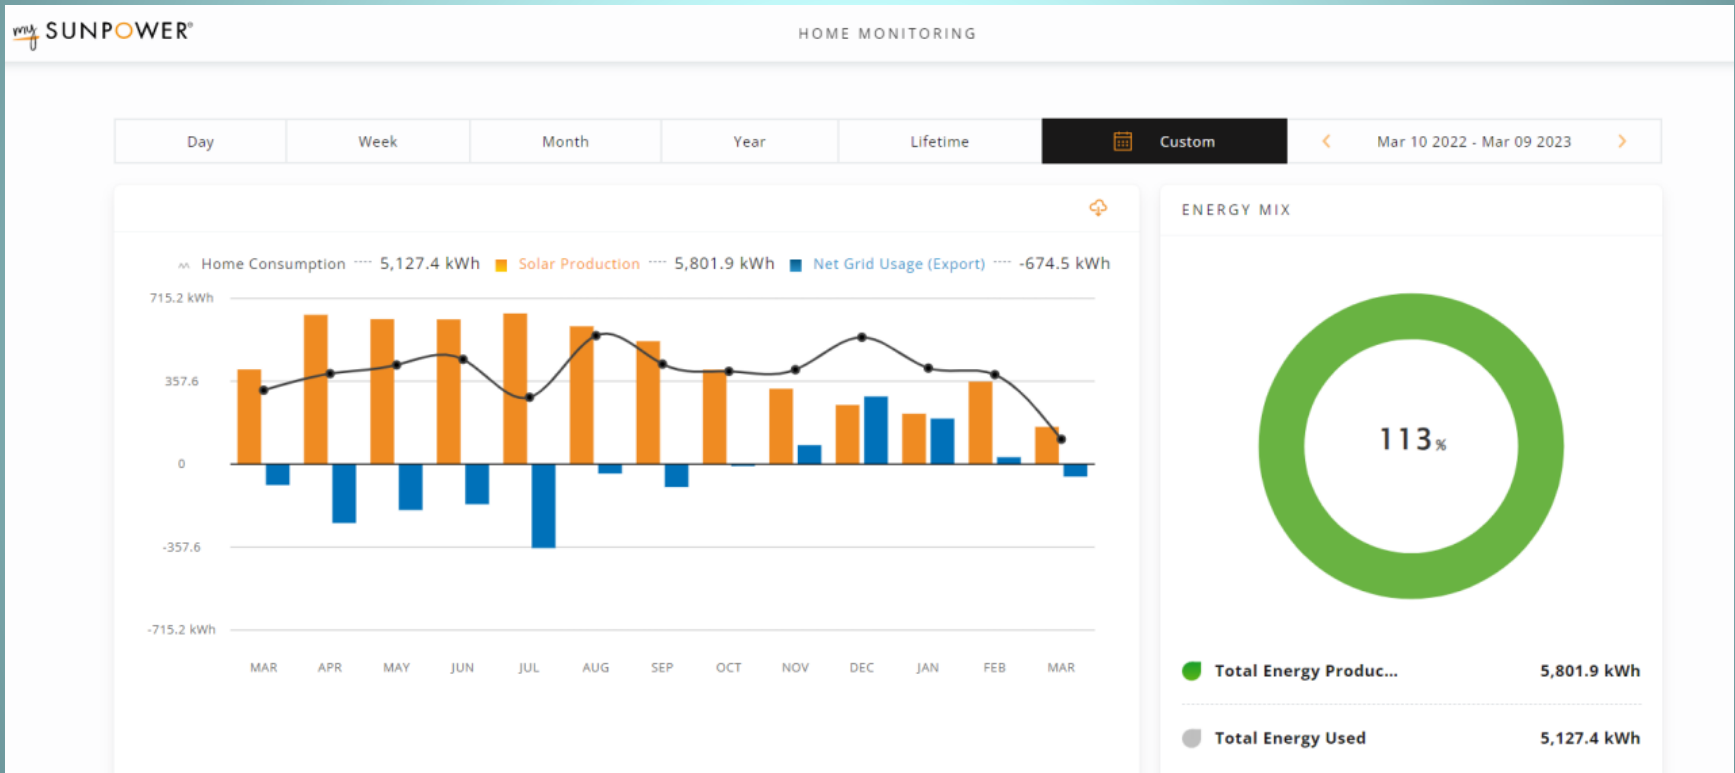 my SUNPOWER®
HOME MONITORING
Day Week Month Year Lifetime Custom Mar 10 2022 - Mar 09 2023
Home Consumption ---- 5,127.4 kWh Solar Production ---- 5,801.9 kWh Net Grid Usage (Export) ---- -674.5 kWh
715.2 kWh
357.6
0
-357.6
-715.2 kWh
MAR APR MAY JUN JUL AUG SEP OCT NOV DEC JAN FEB MAR
ENERGY MIX
113%
Total Energy Produc... 5,801.9 kWh
Total Energy Used 5,127.4 kWh